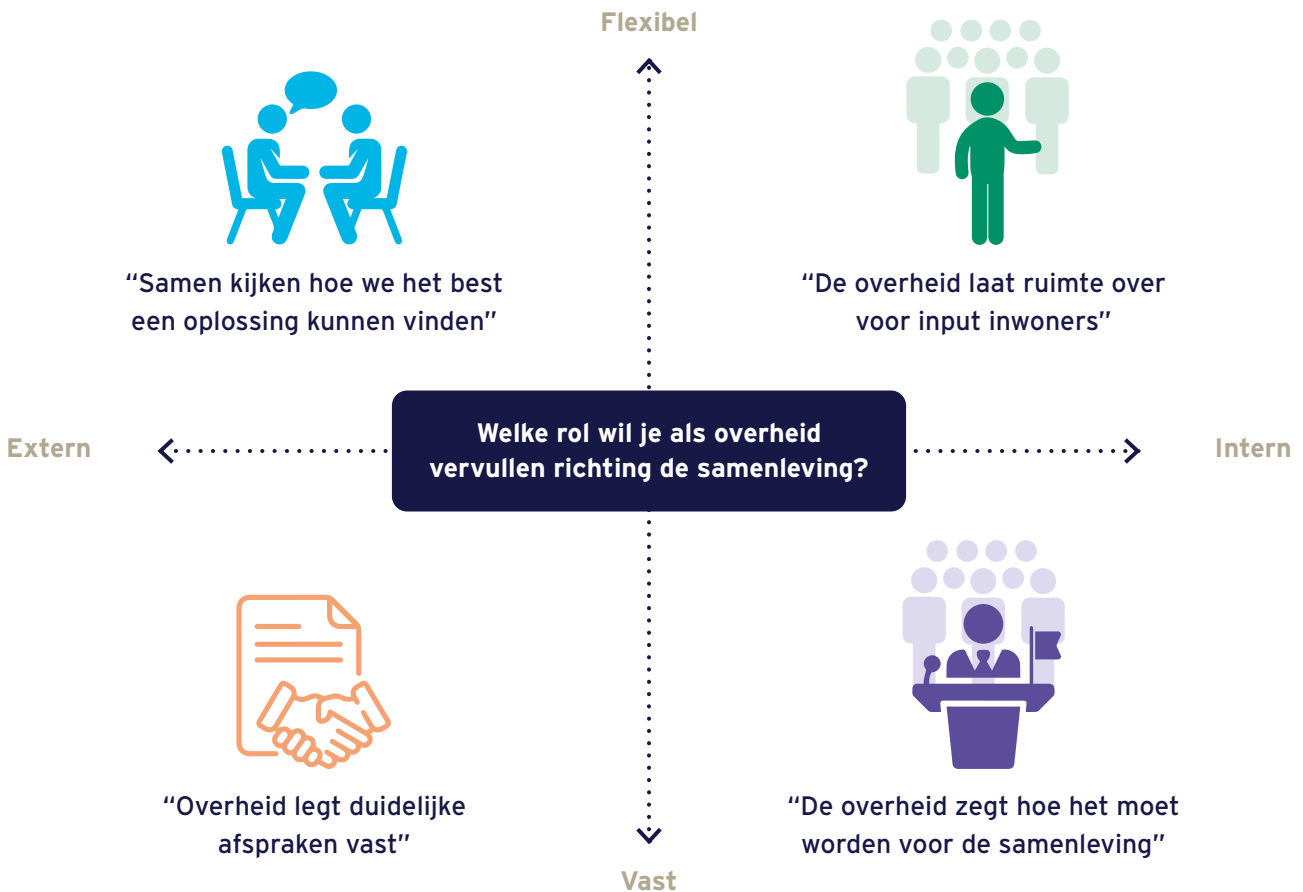 Flexibel
“Samen kijken hoe we het best
een oplossing kunnen vinden”
“De overheid laat ruimte over
voor input inwoners”
Extern
Welke rol wil je als overheid
vervullen richting de samenleving?
Intern
“Overheid legt duidelijke
afspraken vast”
“De overheid zegt hoe het moet
worden voor de samenleving”
Vast